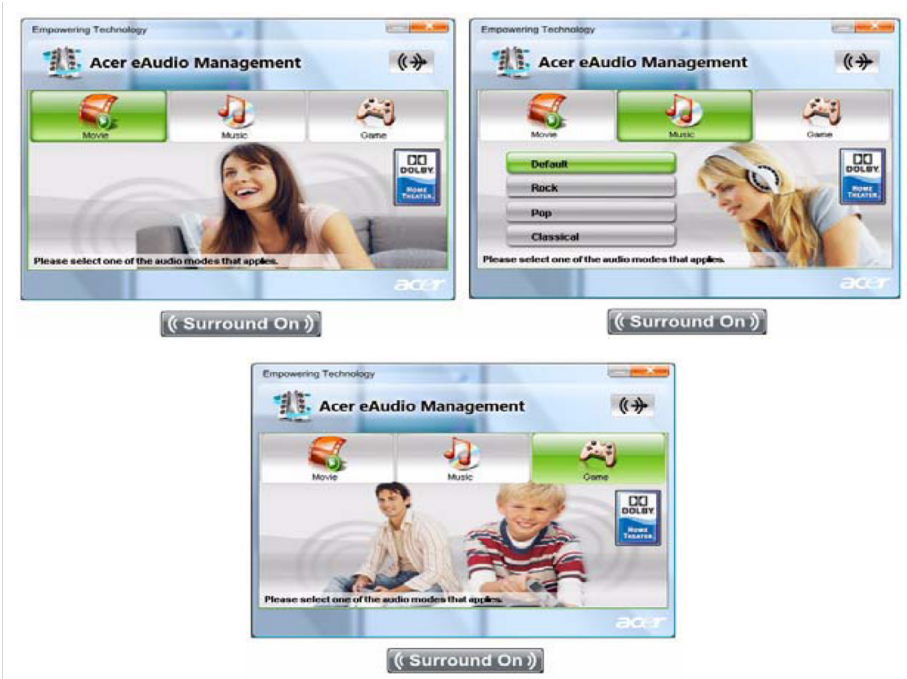 Empowering Technology
Acer eAudio Management
Movie Music Game
DOLBY
HOME THEATER
Please select one of the audio modes that applies.
acer
Surround On
Empowering Technology
Acer eAudio Management
Movie Music Game
Default
Rock
Pop
Classical
DOLBY
HOME THEATER
Please select one of the audio modes that applies.
acer
Surround On
Empowering Technology
Acer eAudio Management
Movie Music Game
DOLBY
HOME THEATER
Please select one of the audio modes that applies.
acer
Surround On